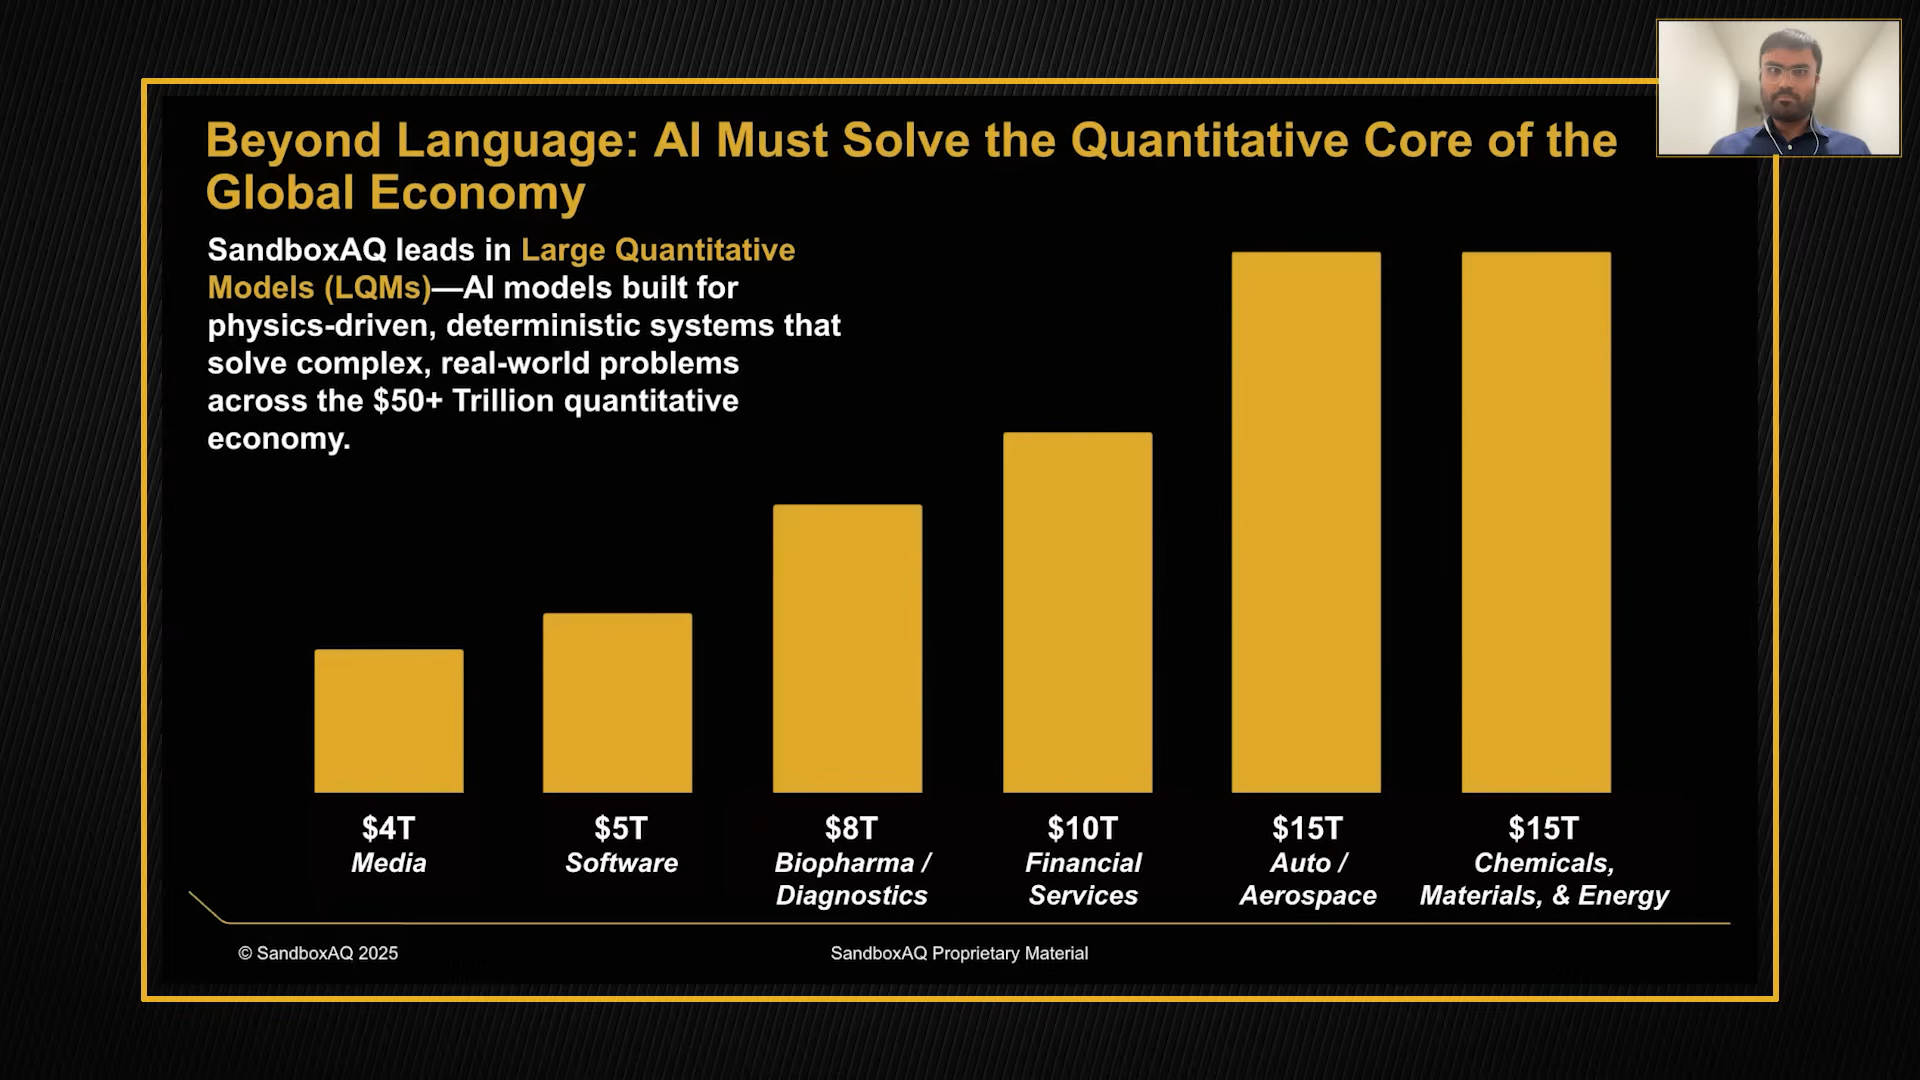 Beyond Language: AI Must Solve the Quantitative Core of the
Global Economy
SandboxAQ leads in Large Quantitative
Models (LQMs)—AI models built for
physics-driven, deterministic systems that
solve complex, real-world problems
across the $50+ Trillion quantitative
economy.
$4T
Media
$5T
Software
$8T
Biopharma /
Diagnostics
$10T
Financial
Services
$15T
Auto /
Aerospace
$15T
Chemicals,
Materials, & Energy
© SandboxAQ 2025
SandboxAQ Proprietary Material